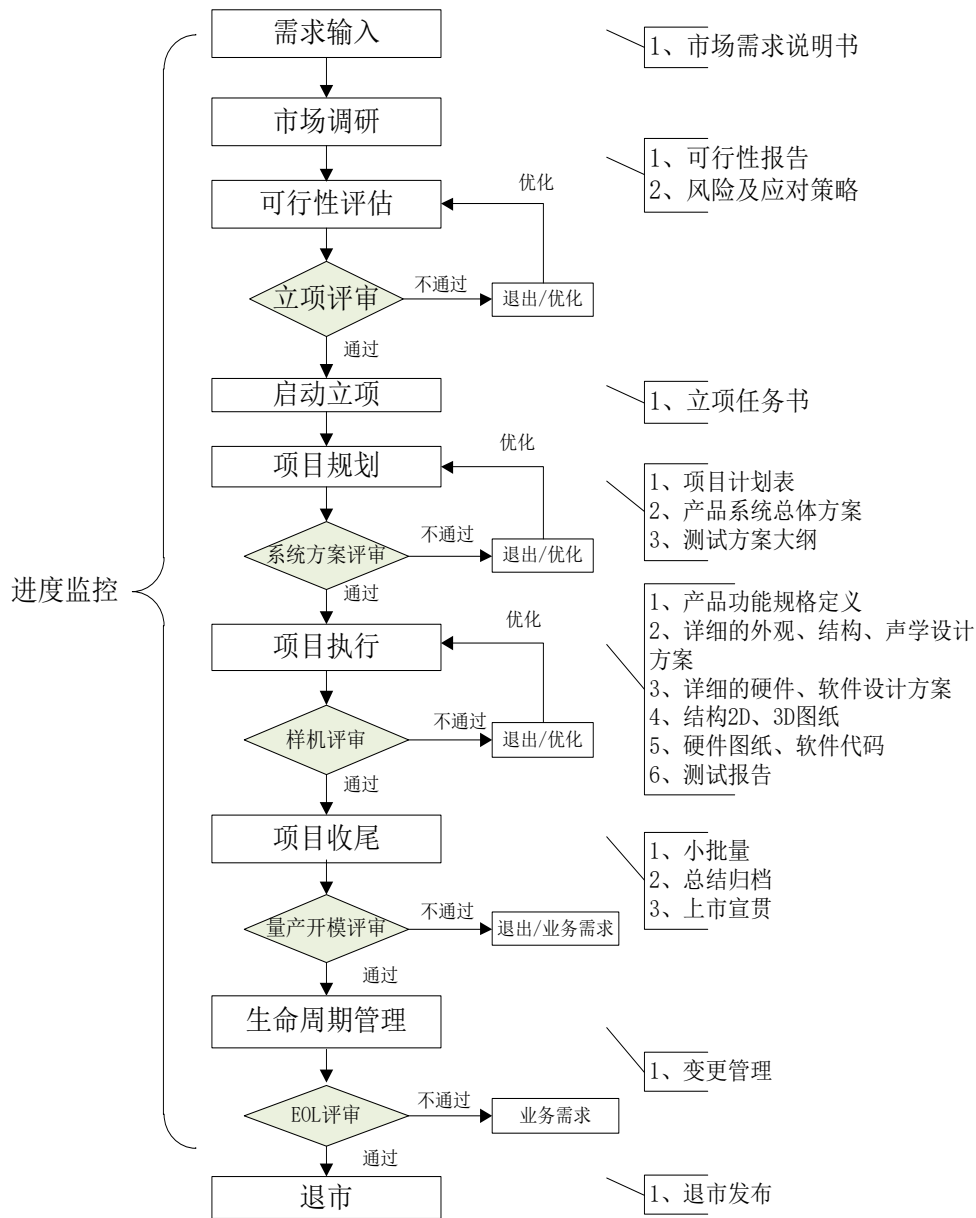 需求输入
1、市场需求说明书
市场调研
1、可行性报告
2、风险及应对策略
优化
可行性评估
立项评审
不通过
退出/优化
通过
启动立项
1、立项任务书
优化
项目规划
1、项目计划表
2、产品系统总体方案
3、测试方案大纲
系统方案评审
不通过
退出/优化
通过
进度监控
1、产品功能规格定义
2、详细的外观、结构、声学设计
方案
3、详细的硬件、软件设计方案
4、结构2D、3D图纸
5、硬件图纸、软件代码
6、测试报告
优化
项目执行
样机评审
不通过
退出/优化
通过
项目收尾
1、小批量
2、总结归档
3、上市宣贯
量产开模评审
不通过
退出/业务需求
通过
生命周期管理
1、变更管理
EOL评审
不通过
业务需求
通过
退市
1、退市发布